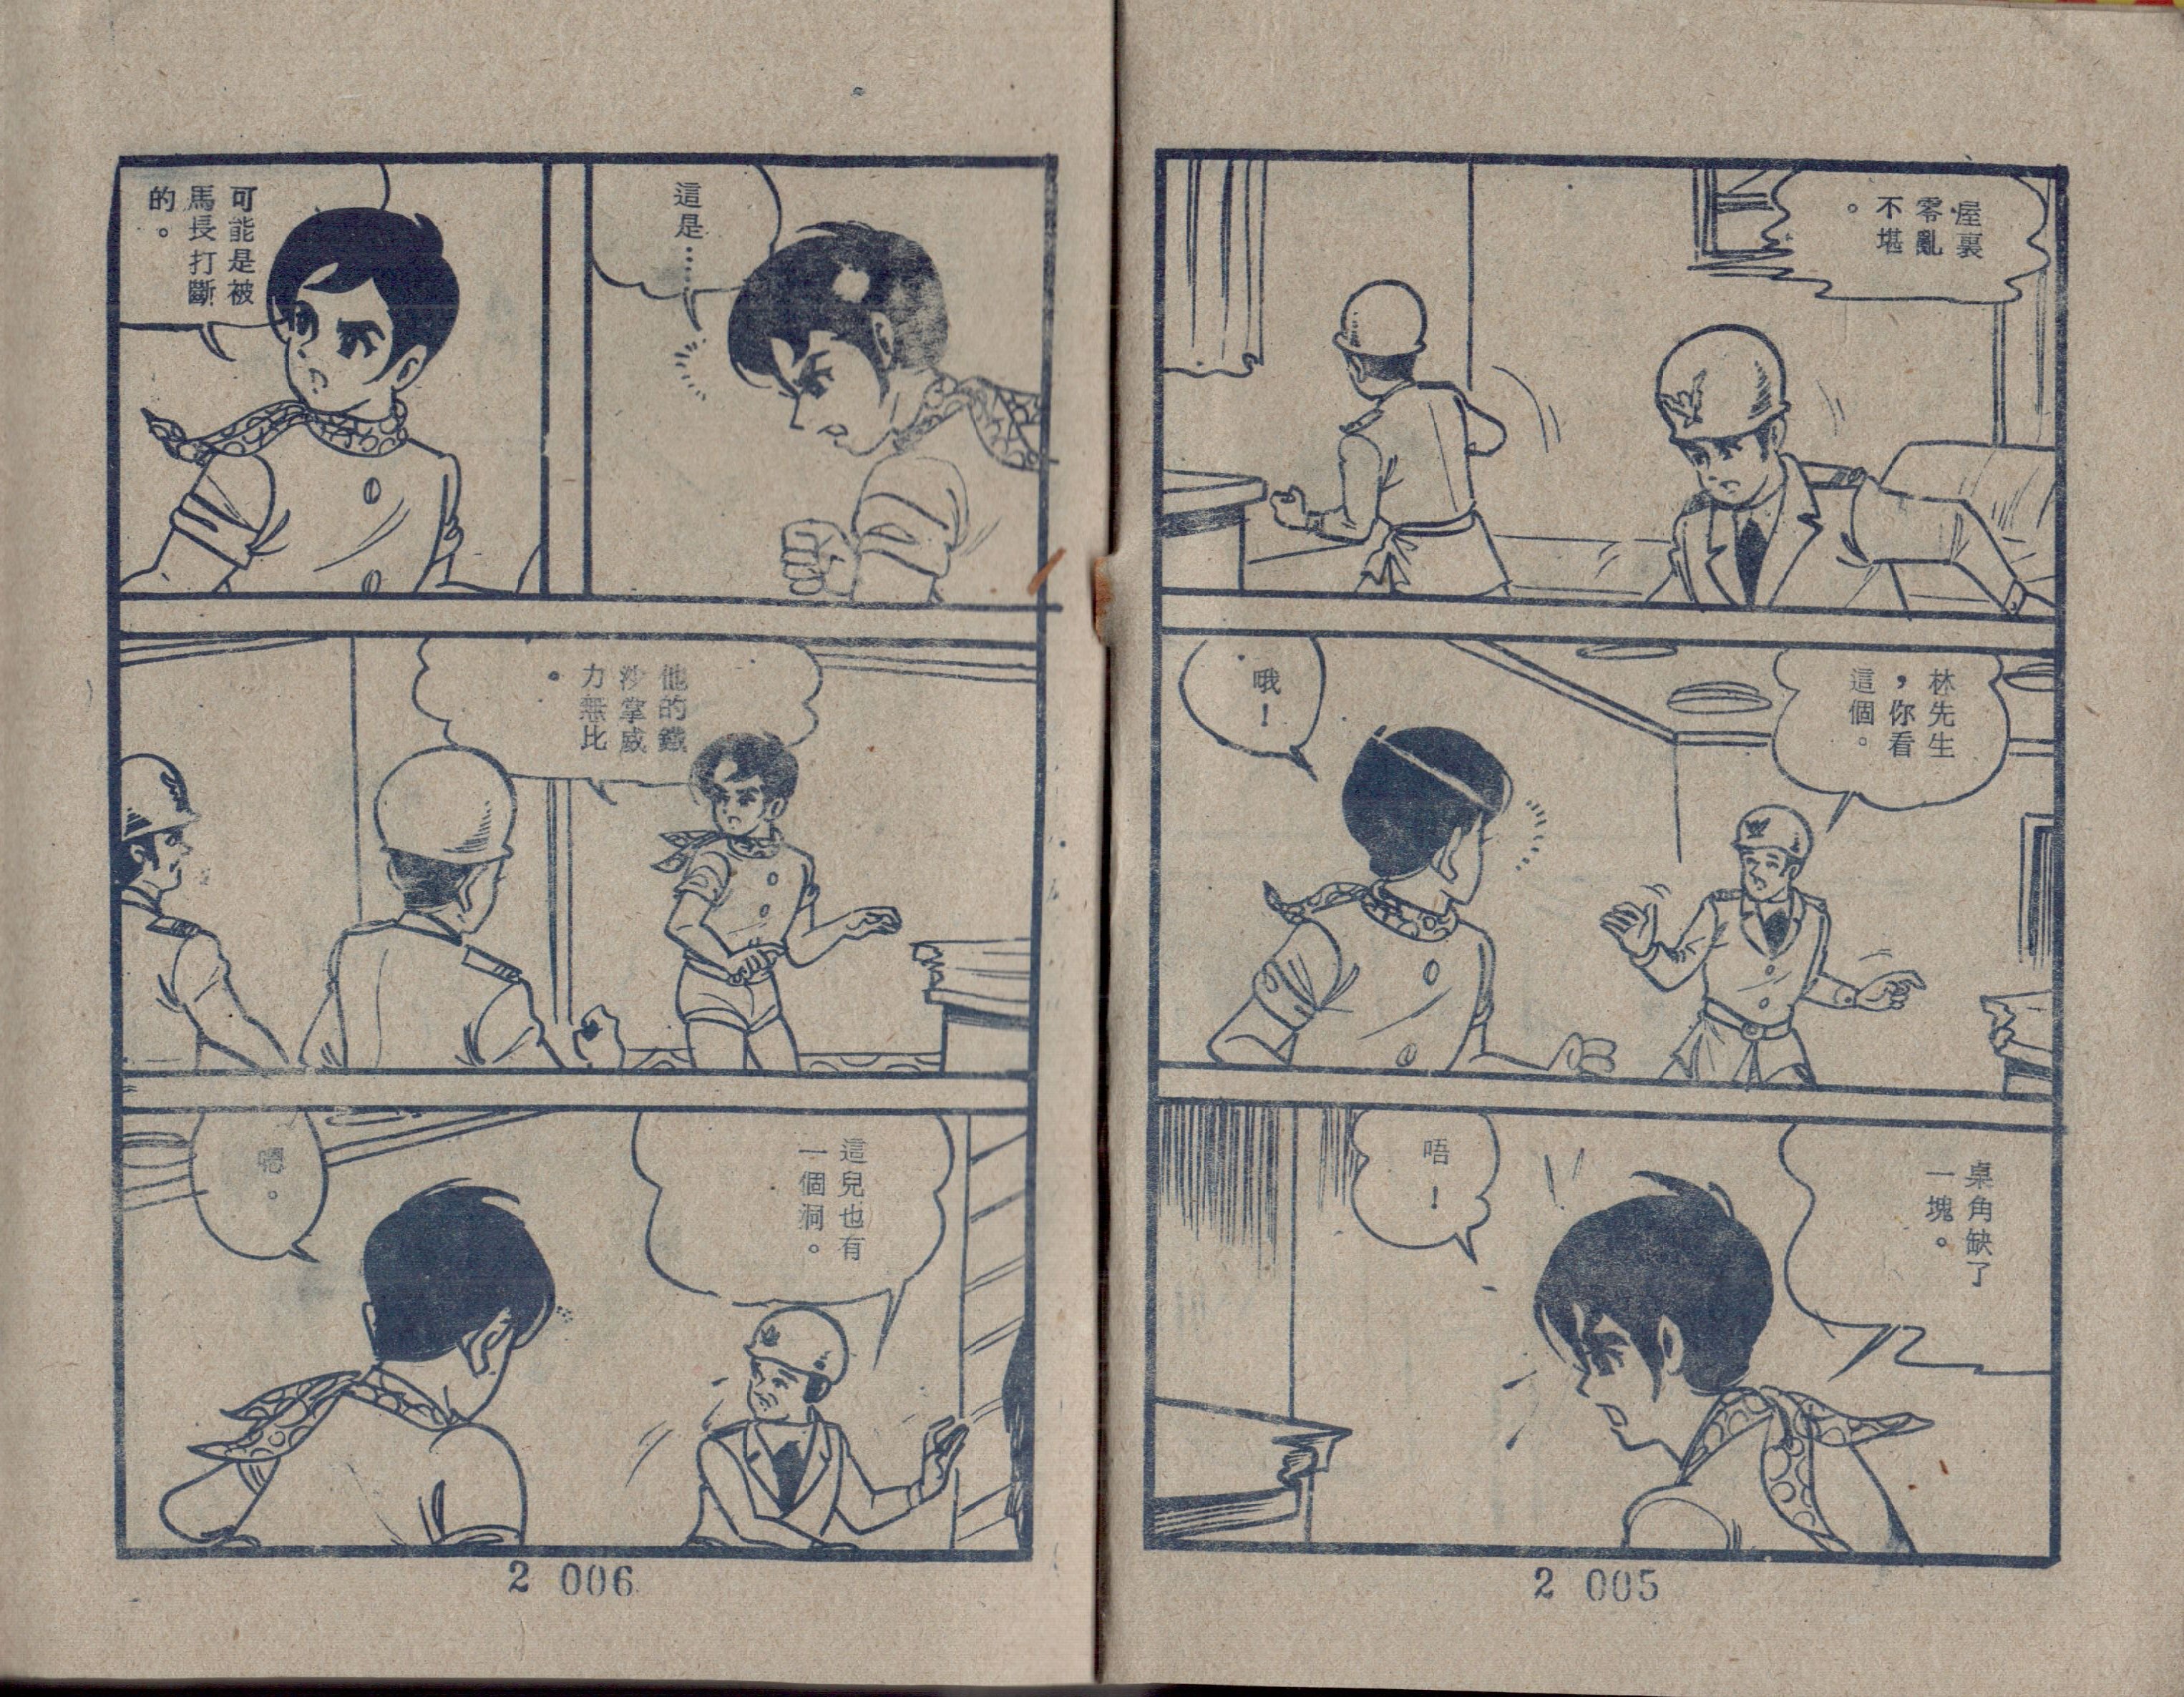 屋裏
零亂
不堪
。
林先生
，你看
這個。
哦！
桌角缺了
一塊。
唔！
2 005
這是……
可能是被
馬長打斷
的。
他的鐵
沙掌威
力無比
。
這兒也有
一個洞。
嗯。
2 006